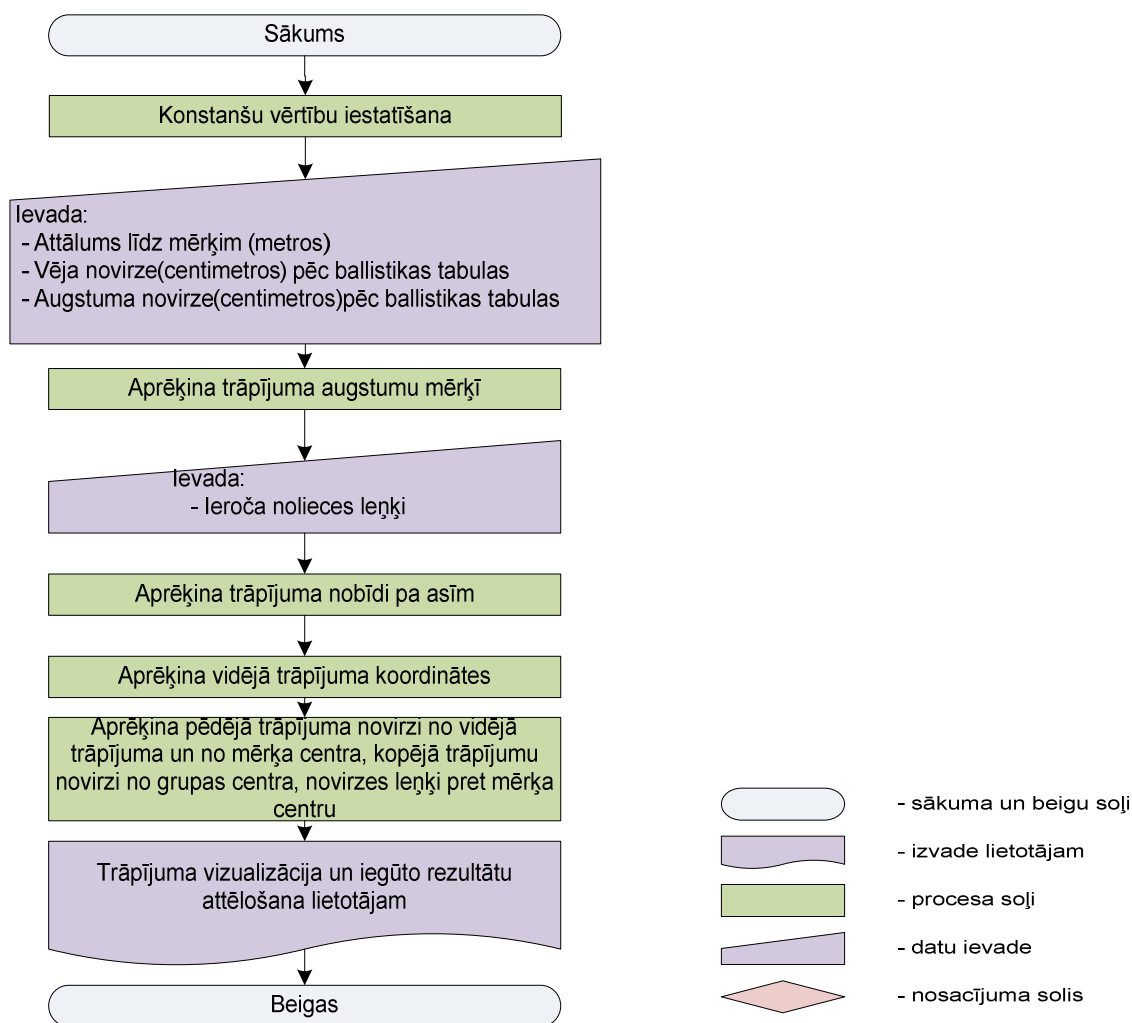 Sākums
Konstanšu vērtību iestatīšana
Ievada:
- Attālums līdz mērķim (metros)
- Vēja novirze(centimetros) pēc ballistikas tabulas
- Augstuma novirze(centimetros)pēc ballistikas tabulas
Aprēķina trāpījuma augstumu mērķī
Ievada:
- Ieroča nolieces leņķi
Aprēķina trāpījuma nobīdi pa asīm
Aprēķina vidējā trāpījuma koordinātes
Aprēķina pēdējā trāpījuma novirzi no vidējā
trāpījuma un no mērķa centra, kopējā trāpījumu
novirzi no grupas centra, novirzes leņķi pret mērķa
centru
Trāpījuma vizualizācija un iegūto rezultātu
attēlošana lietotājam
Beigas
- sākuma un beigu soļi
- izvade lietotājam
- procesa soļi
- datu ievade
- nosacījuma solis